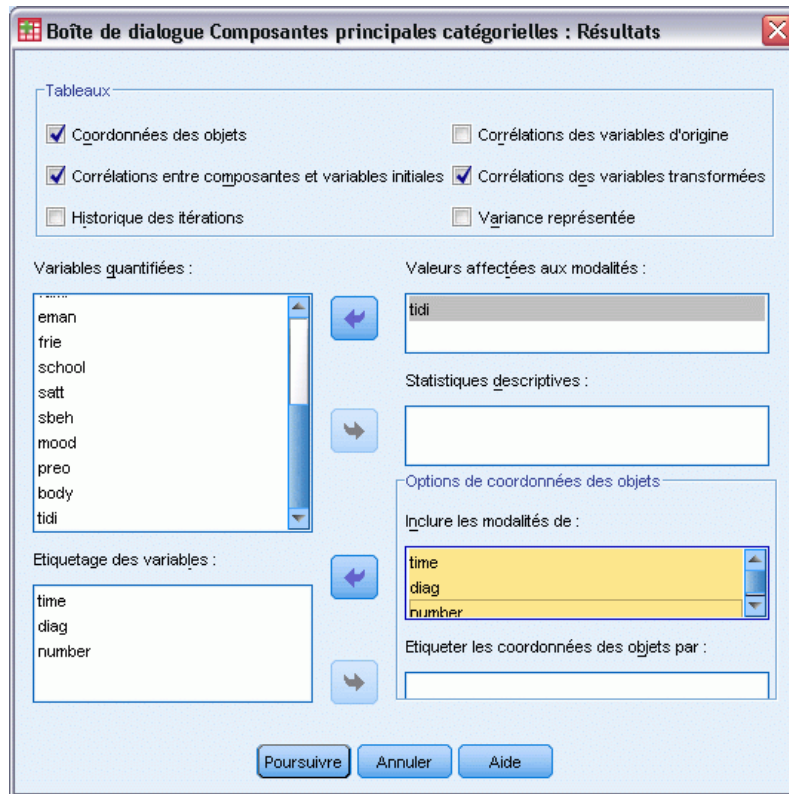 Boîte de dialogue Composantes principales catégorielles : Résultats
Tableaux
Coordonnées des objets
Corrélations des variables d'origine
Corrélations entre composantes et variables initiales
Corrélations des variables transformées
Historique des itérations
Variance représentée
Variables quantifiées :
Valeurs affectées aux modalités :
eman
frie
school
satt
sbeh
mood
preo
body
tidi
tidi
Statistiques descriptives :
Options de coordonnées des objets
Inclure les modalités de :
time
diag
number
Etiquetage des variables :
time
diag
number
Etiqueter les coordonnées des objets par :
Poursuivre
Annuler
Aide